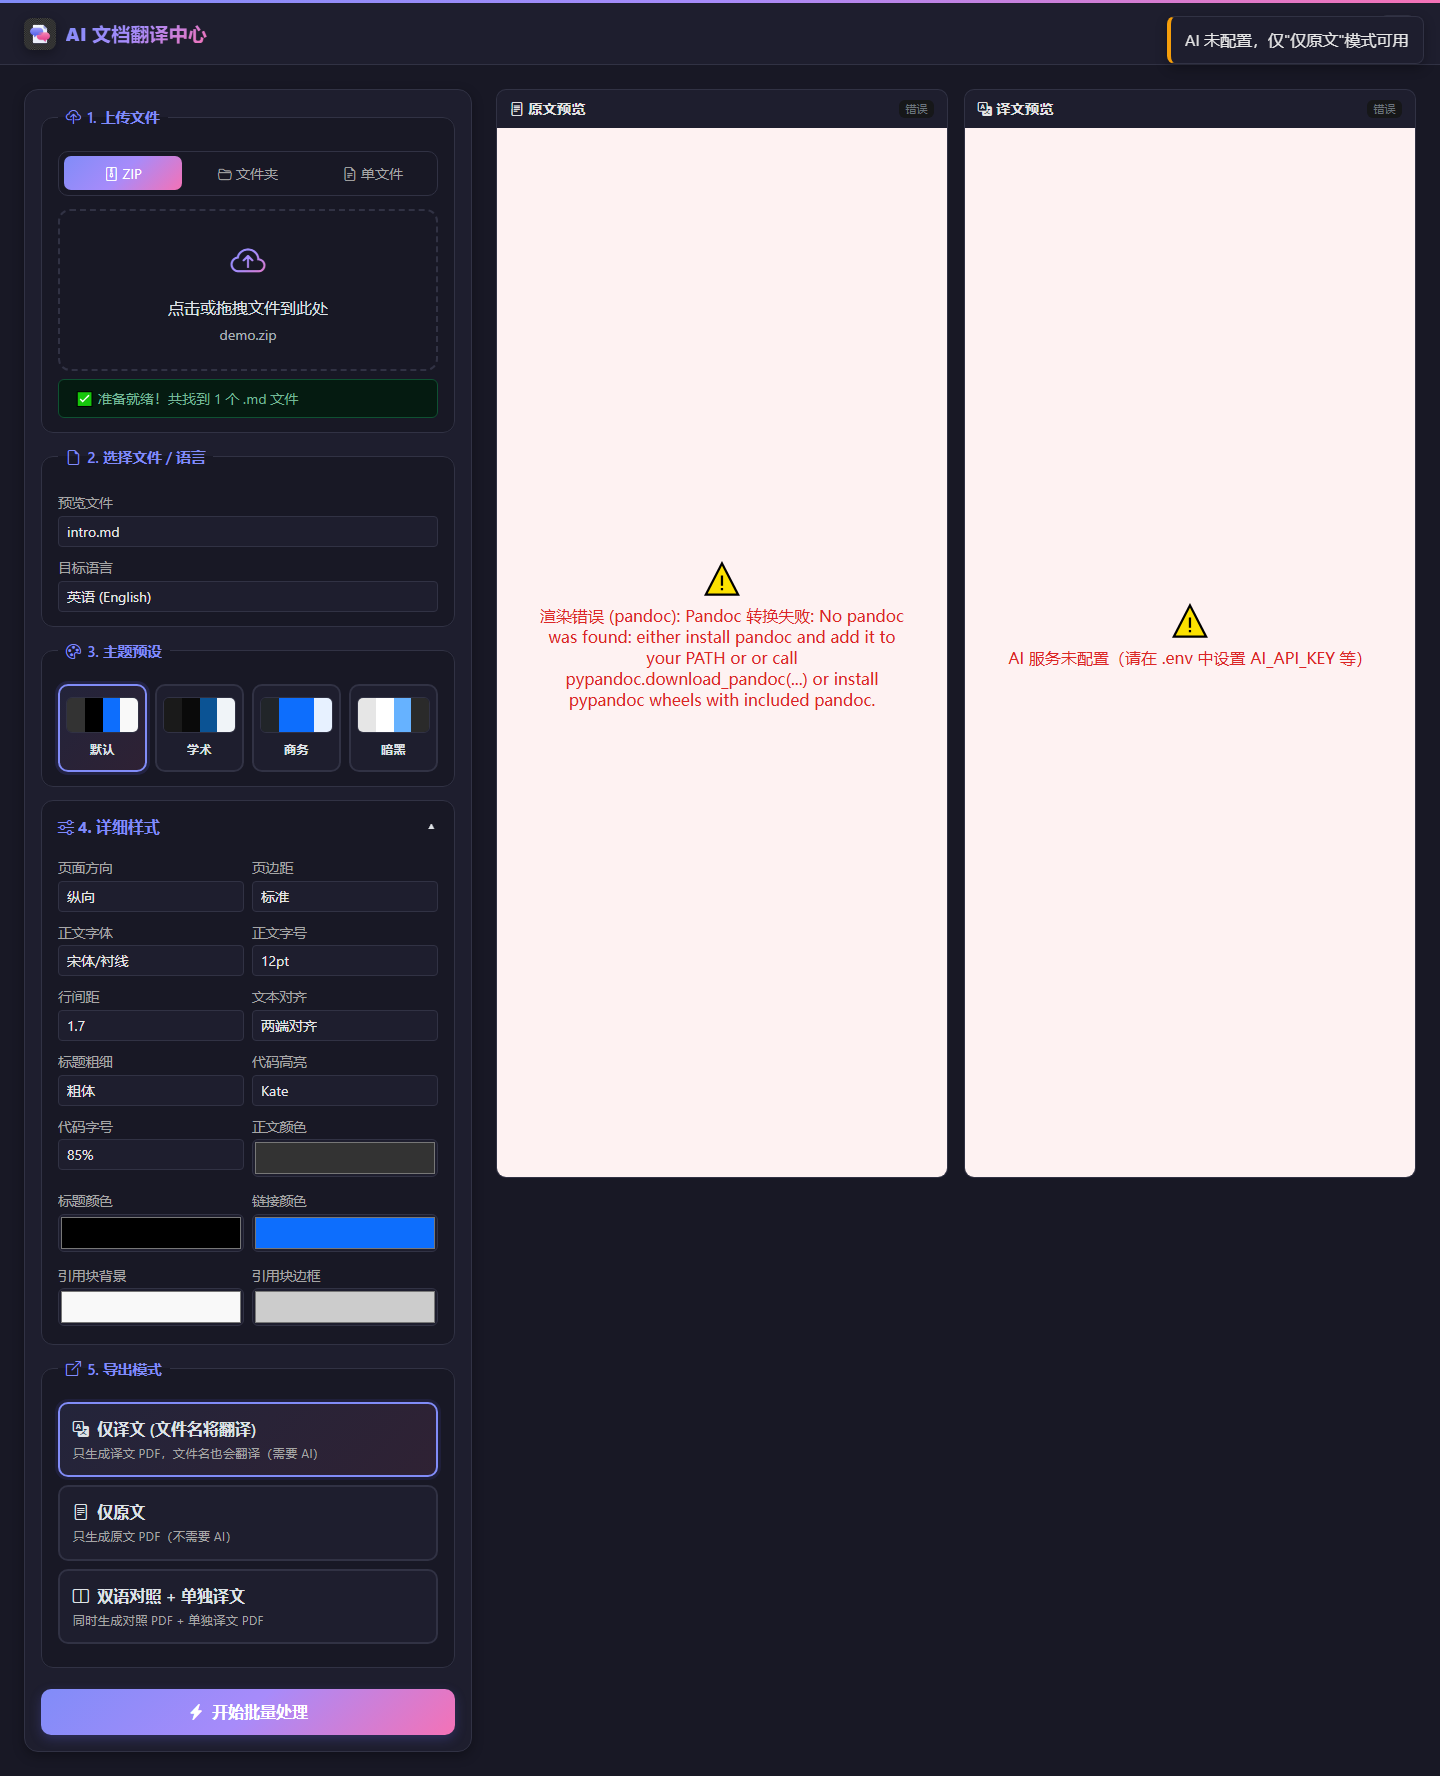 AI 文档翻译中心
AI 未配置，仅"仅原文"模式可用
1. 上传文件
ZIP
文件夹
单文件
点击或拖拽文件到此处
demo.zip
✅ 准备就绪！共找到 1 个 .md 文件
2. 选择文件 / 语言
预览文件
intro.md
目标语言
英语 (English)
3. 主题预设
默认
学术
商务
暗黑
4. 详细样式
▲
页面方向
页边距
纵向
标准
正文字体
正文字号
宋体/衬线
12pt
行间距
文本对齐
1.7
两端对齐
标题粗细
代码高亮
粗体
Kate
代码字号
正文颜色
85%
标题颜色
链接颜色
引用块背景
引用块边框
5. 导出模式
仅译文 (文件名将翻译)
只生成译文 PDF，文件名也会翻译（需要 AI）
仅原文
只生成原文 PDF（不需要 AI）
双语对照 + 单独译文
同时生成对照 PDF + 单独译文 PDF
开始批量处理
原文预览
错误
渲染错误 (pandoc): Pandoc 转换失败: No pandoc
was found: either install pandoc and add it to
your PATH or or call
pypandoc.download_pandoc(...) or install
pypandoc wheels with included pandoc.
译文预览
错误
AI 服务未配置（请在 .env 中设置 AI_API_KEY 等）